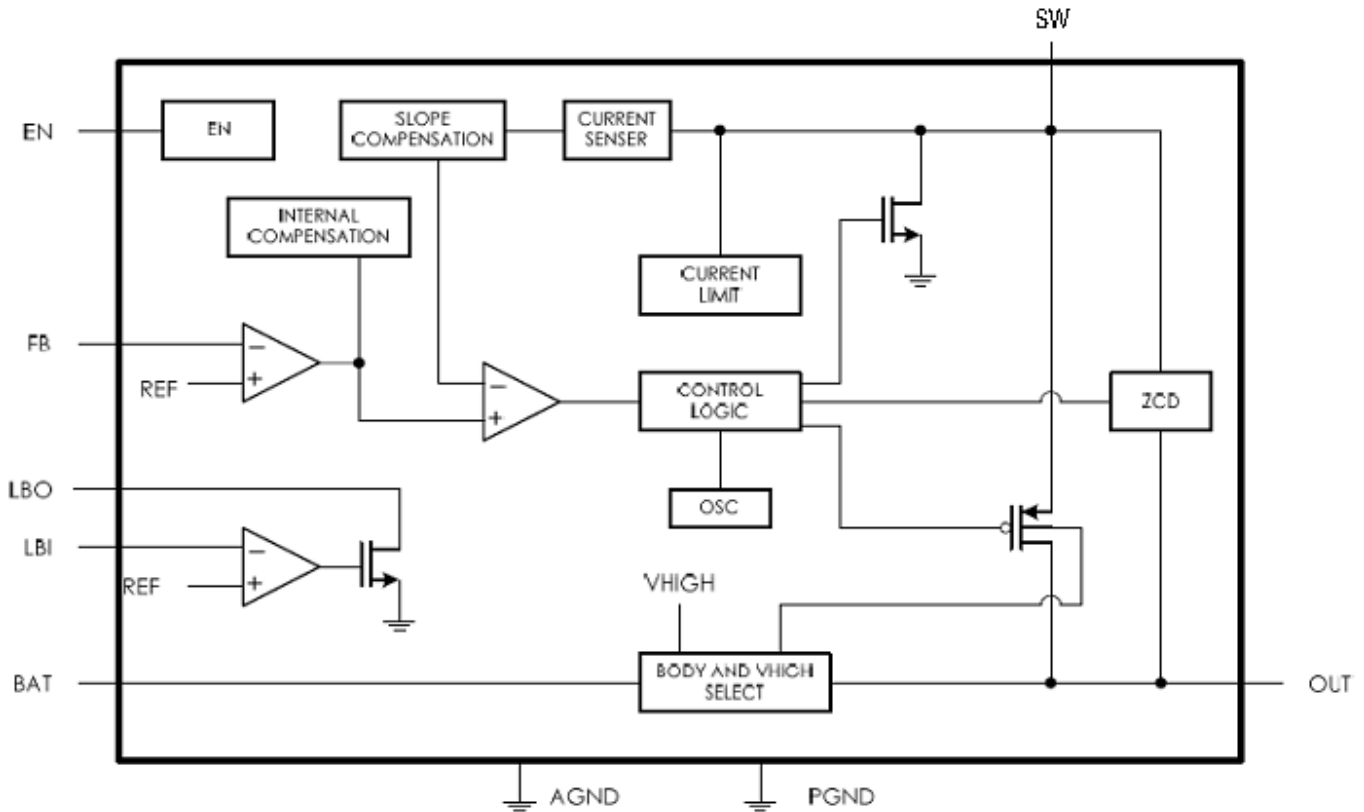 SW
EN
EN
SLOPE
COMPENSATION
CURRENT
SENSER
INTERNAL
COMPENSATION
CURRENT
LIMIT
FB
REF
−
+
−
+
CONTROL
LOGIC
ZCD
LBO
OSC
LBI
REF
−
+
VHIGH
BAT
BODY AND VHIGH
SELECT
OUT
AGND
PGND